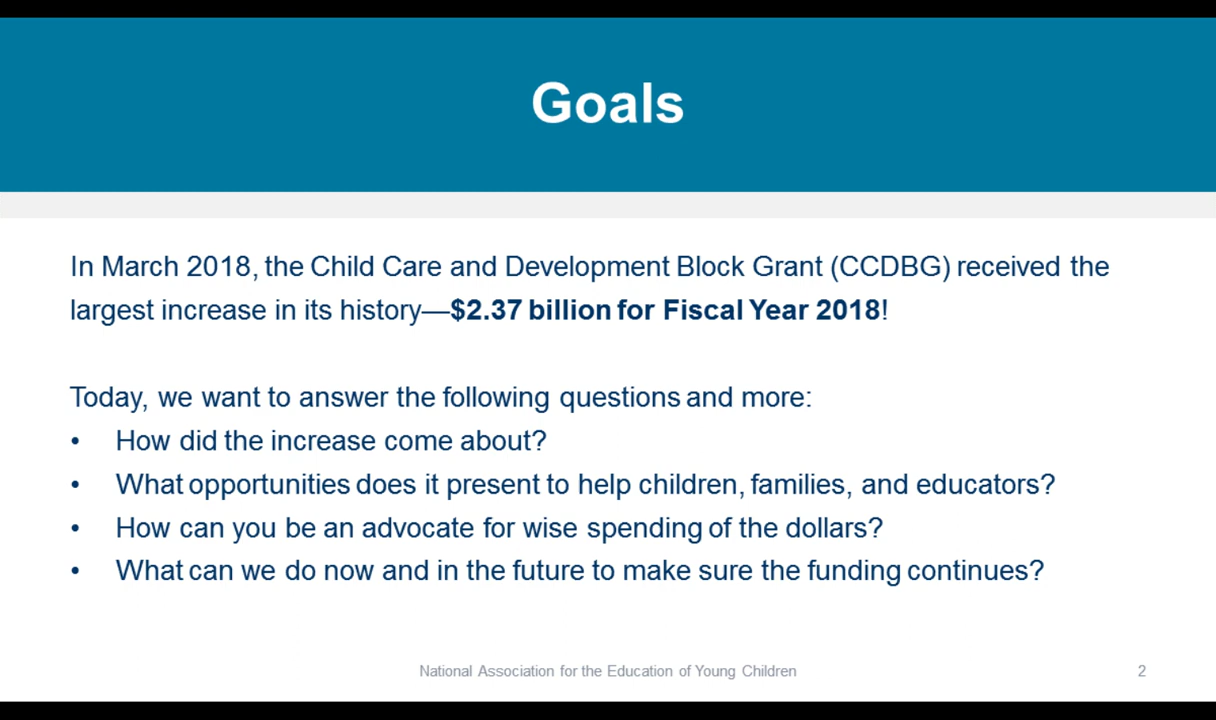 Goals
In March 2018, the Child Care and Development Block Grant (CCDBG) received the
largest increase in its history—$2.37 billion for Fiscal Year 2018!
Today, we want to answer the following questions and more:
• How did the increase come about?
• What opportunities does it present to help children, families, and educators?
• How can you be an advocate for wise spending of the dollars?
• What can we do now and in the future to make sure the funding continues?
National Association for the Education of Young Children 2